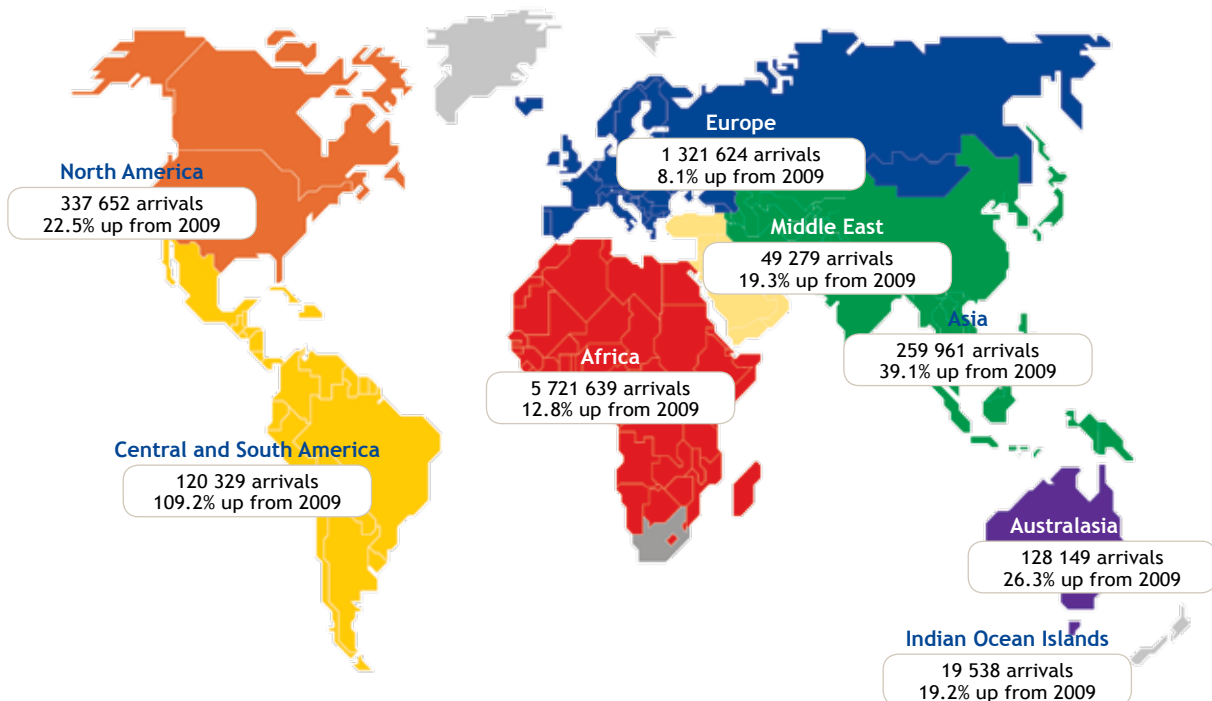 Europe
1 321 624 arrivals
8.1% up from 2009
North America
337 652 arrivals
22.5% up from 2009
Middle East
49 279 arrivals
19.3% up from 2009
Asia
259 961 arrivals
39.1% up from 2009
Africa
5 721 639 arrivals
12.8% up from 2009
Central and South America
120 329 arrivals
109.2% up from 2009
Australasia
128 149 arrivals
26.3% up from 2009
Indian Ocean Islands
19 538 arrivals
19.2% up from 2009